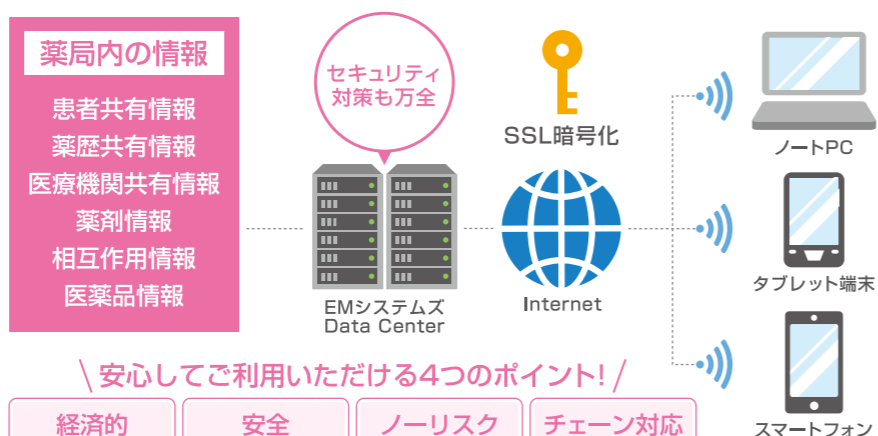 薬局内の情報
患者共有情報
薬歴共有情報
医療機関共有情報
薬剤情報
相互作用情報
医薬品情報
セキュリティ
対策も万全
EMシステムズ
Data Center
SSL暗号化
Internet
ノートPC
タブレット端末
スマートフォン
安心してご利用いただける4つのポイント!
経済的
安全
ノーリスク
チェーン対応